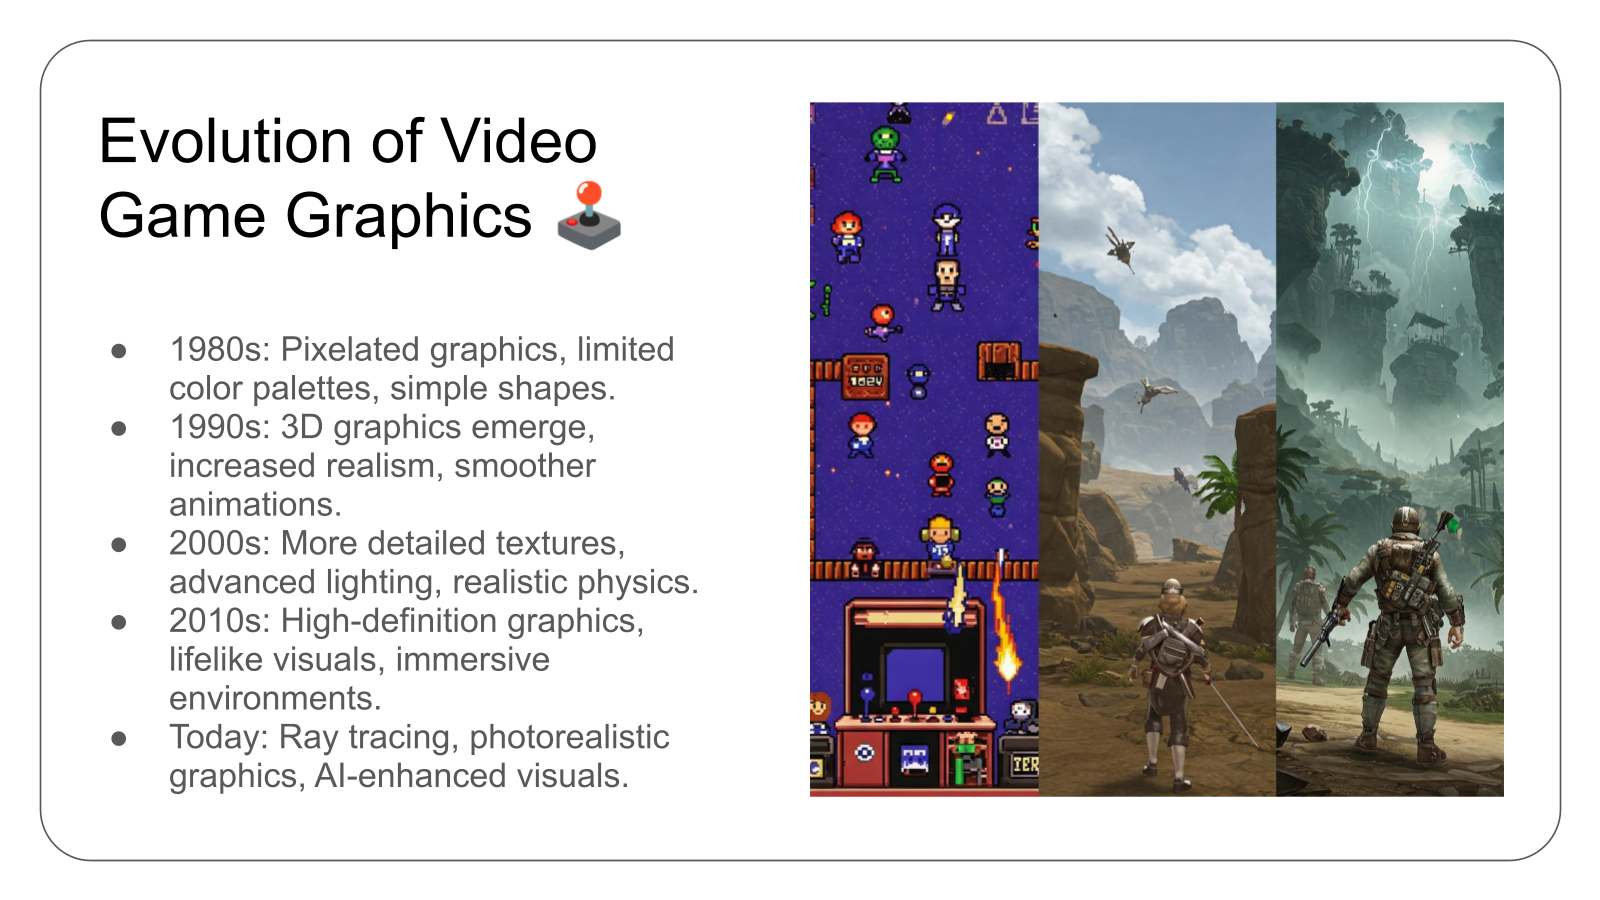 Evolution of Video
Game Graphics 🕹️
● 1980s: Pixelated graphics, limited
color palettes, simple shapes.
● 1990s: 3D graphics emerge,
increased realism, smoother
animations.
● 2000s: More detailed textures,
advanced lighting, realistic physics.
● 2010s: High-definition graphics,
lifelike visuals, immersive
environments.
● Today: Ray tracing, photorealistic
graphics, AI-enhanced visuals.